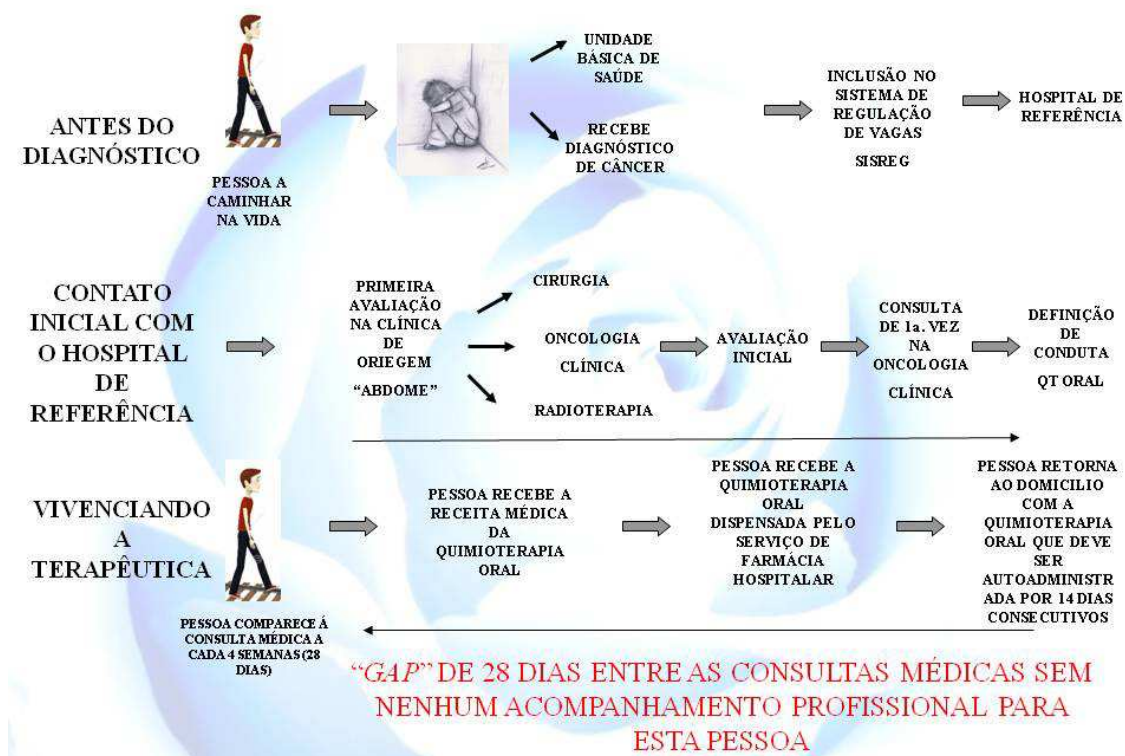 ANTES DO
DIAGNÓSTICO
PESSOA A
CAMINHAR
NA VIDA
UNIDADE
BÁSICA DE
SAÚDE
RECEBE
DIAGNÓSTICO
DE CÂNCER
INCLUSÃO NO
SISTEMA DE
REGULAÇÃO
DE VAGAS
SISREG
HOSPITAL DE
REFERÊNCIA
CONTATO
INICIAL COM
O HOSPITAL
DE
REFERÊNCIA
PRIMEIRA
AVALIAÇÃO
NA CLÍNICA
DE
ORIEGEM
“ABDOME”
CIRURGIA
ONCOLOGIA
CLÍNICA
RADIOTERAPIA
AVALIAÇÃO
INICIAL
CONSULTA
DE 1a. VEZ
NA
ONCOLOGIA
CLÍNICA
DEFINIÇÃO
DE
CONDUTA
QT ORAL
VIVENCIANDO
A
TERAPÊUTICA
PESSOA COMPARECE Á
CONSULTA MÉDICA A
CADA 4 SEMANAS (28
DIAS)
PESSOA RECEBE A
RECEITA MÉDICA
DA
QUIMIOTERAPIA
ORAL
PESSOA RECEBE A
QUIMIOTERAPIA
ORAL
DISPENSADA PELO
SERVIÇO DE
FARMÁCIA
HOSPITALAR
PESSOA RETORNA
AO DOMICILIO
COM A
QUIMIOTERAPIA
ORAL QUE DEVE
SER
AUTOADMINISTR
ADA POR 14 DIAS
CONSECUTIVOS
“GAP” DE 28 DIAS ENTRE AS CONSULTAS MÉDICAS SEM
NENHUM ACOMPANHAMENTO PROFISSIONAL PARA
ESTA PESSOA